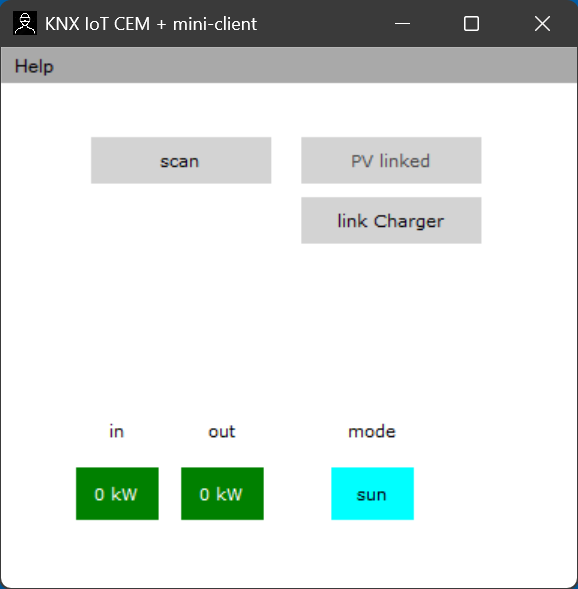 KNX IoT CEM + mini-client
Help
scan
PV linked
link Charger
in
out
mode
0 kW
0 kW
sun